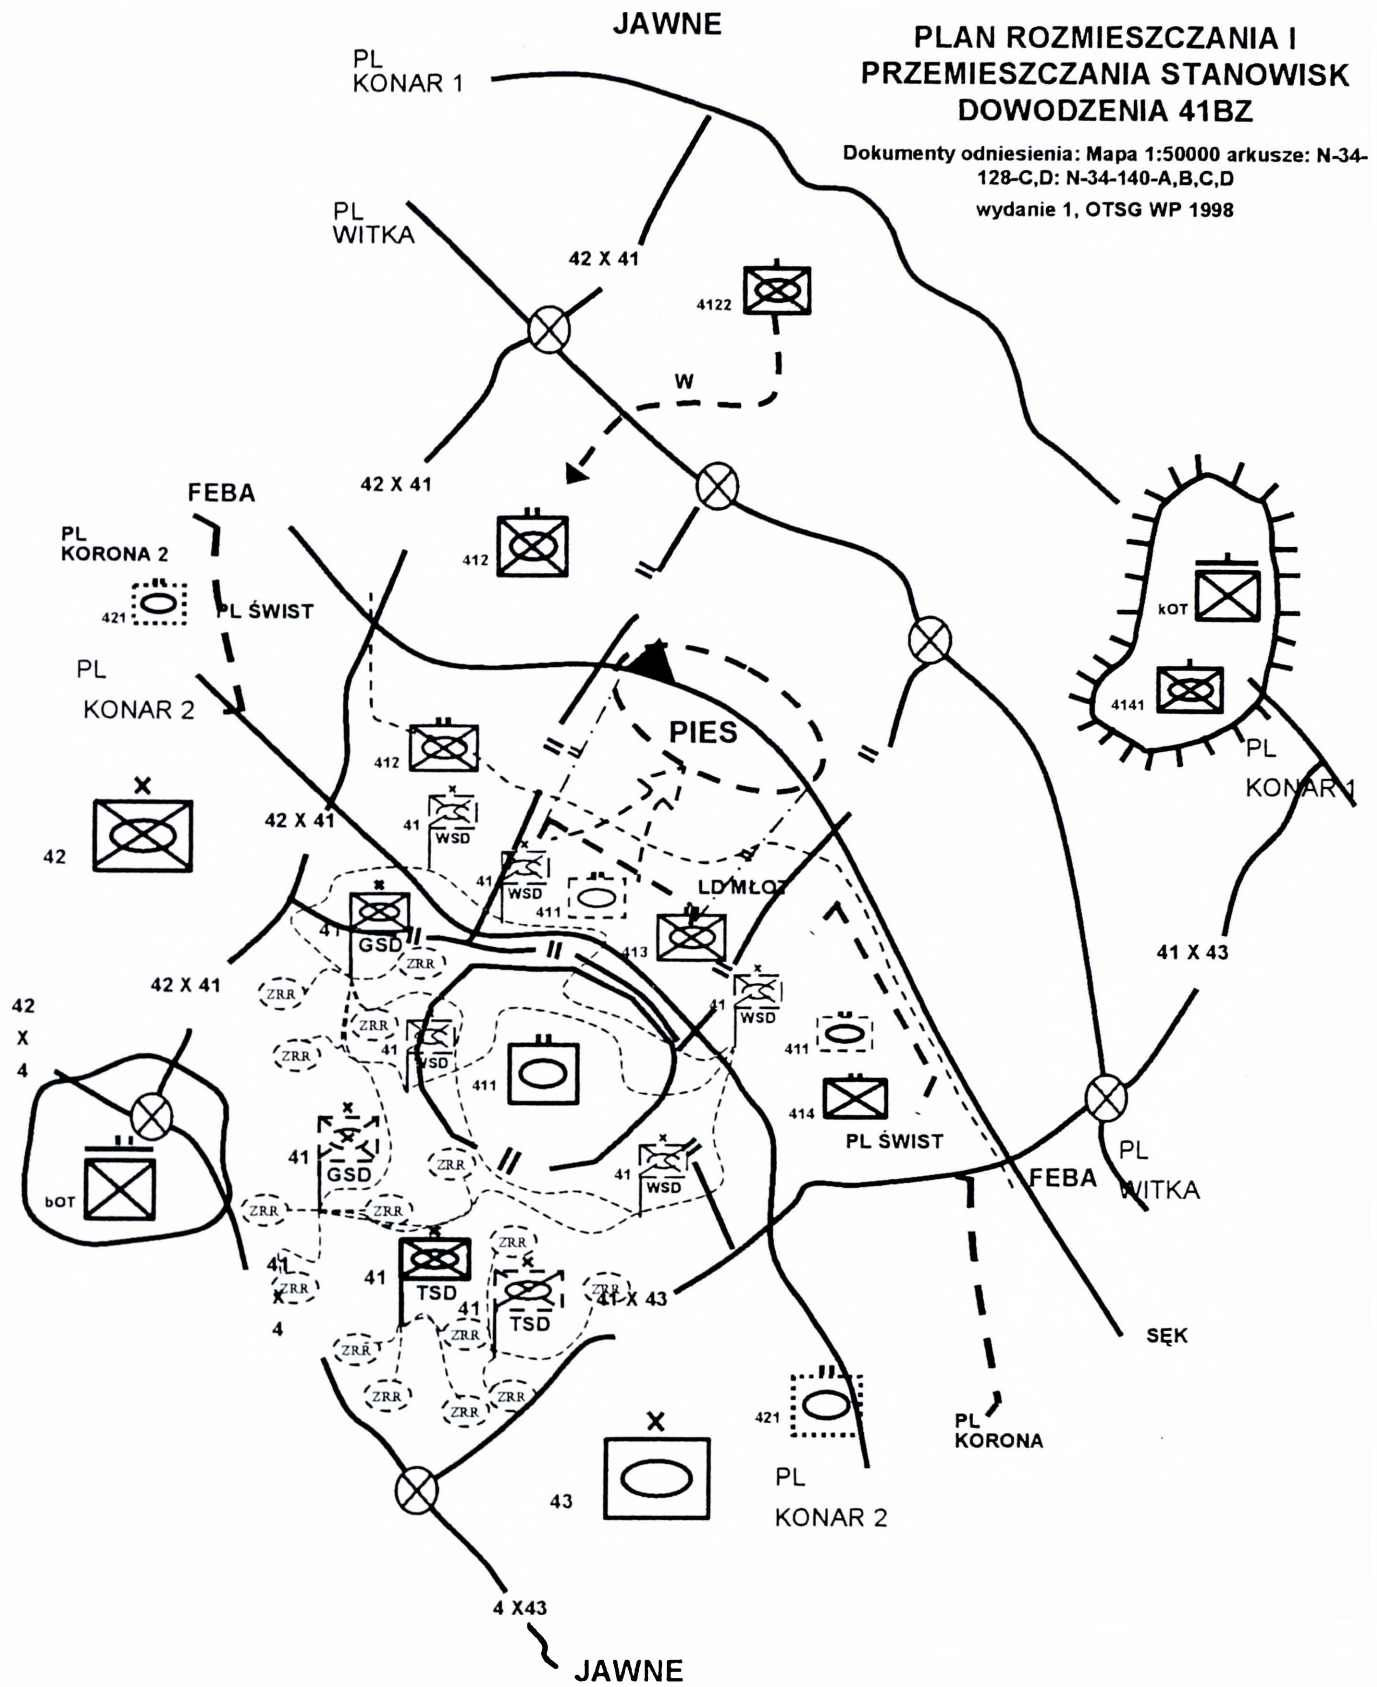 JAWNE
PLAN ROZMIESZCZANIA I
PRZEMIESZCZANIA STANOWISK
DOWODZENIA 41BZ
Dokumenty odniesienia: Mapa 1:50000 arkusze: N-34-
128-C,D: N-34-140-A,B,C,D
wydanie 1, OTSG WP 1998
PL
KONAR 1
PL
WITKA
42 X 41
4122
W
42 X 41
FEBA
PL
KORONA 2
412
421
PL ŚWIST
kOT
4141
PL
KONAR 2
PIES
PL
KONAR 1
412
42 X 41
41
WSD
42
41
WSD
411
LD MŁOT
41
GSD
413
ZRR
41 X 43
42 X 41
ZRR
41
WSD
42
X
4
ZRR
41
WSD
411
ZRR
411
414
PL ŚWIST
41
GSD
ZRR
41
WSD
PL
WITKA
FEBA
bOT
ZRR
ZRR
41
X
4
ZRR
41
TSD
ZRR
41
TSD
ZRR
41 X 43
ZRR
ZRR
SĘK
ZRR
ZRR
ZRR
421
PL
KORONA
43
PL
KONAR 2
4 X43
JAWNE